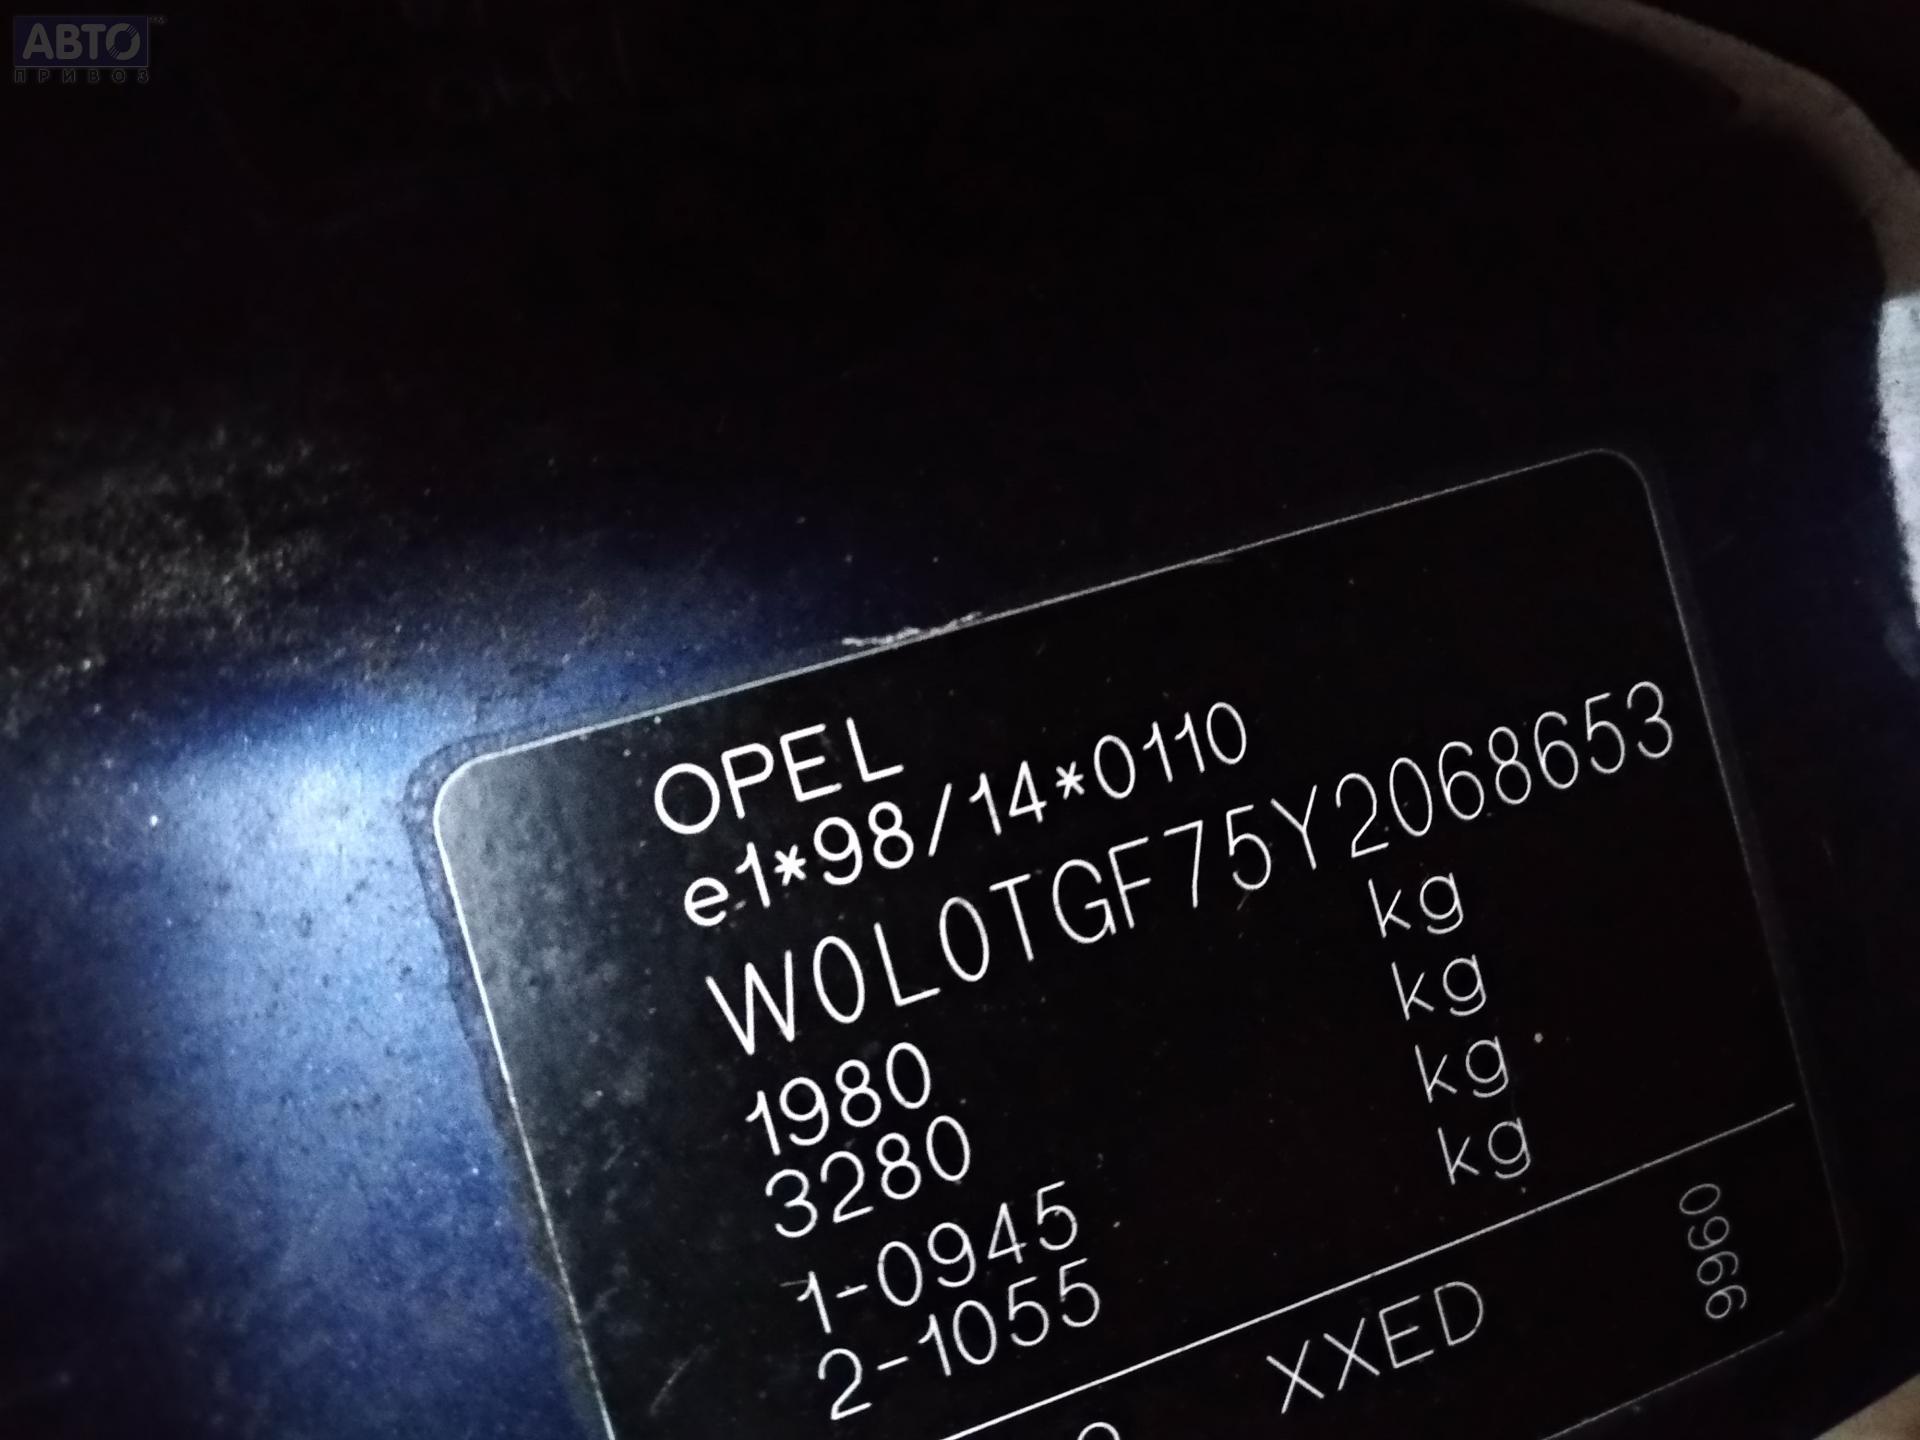 АВТО
ПРИВОЗ
OPEL
e1*98/14*0110
W0L0TGF75Y2068653
1980 kg
3280 kg
1-0945 kg
2-1055 kg
XXED
0966